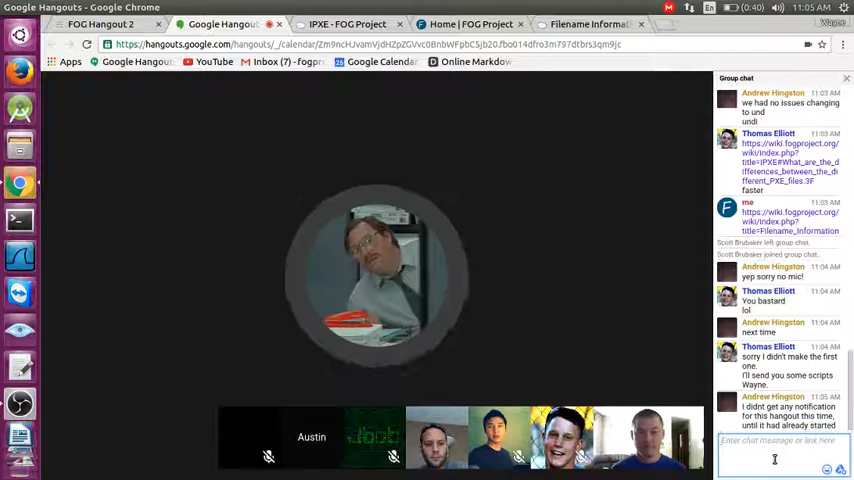 Google Hangouts - Google Chrome
En
(0:40)
11:05 AM
FOG Hangout 2
Google Hangout
IPXE - FOG Project
Home | FOG Project
Filename Informat
Wayne
https://hangouts.google.com/hangouts/_/calendar/
Apps
Google Hangouts
YouTube
Inbox (7) - fogpr
Google Calendar
Online Markdow
Group chat
Andrew Hingston 11:03 AM
we had no issues changing
to und
undi
Thomas Elliott 11:03 AM
https://wiki.fogproject.org/
wiki/index.php?
title=IPXE#What_are_the_d
ifferences_between_the_di
fferent_PXE_files.3F
faster
me 11:03 AM
https://wiki.fogproject.org/
wiki/index.php?
title=Filename_Information
Scott Brubaker left group chat.
Scott Brubaker joined group chat.
Andrew Hingston 11:04 AM
yep sorry no mic!
Thomas Elliott 11:04 AM
You bastard
lol
Andrew Hingston 11:04 AM
next time
Thomas Elliott 11:04 AM
sorry I didn't make the first
one.
I'll send you some scripts
Wayne.
Andrew Hingston 11:05 AM
I didnt get any notification
for this hangout this time,
until it had already started
Enter chat message or link here
Austin